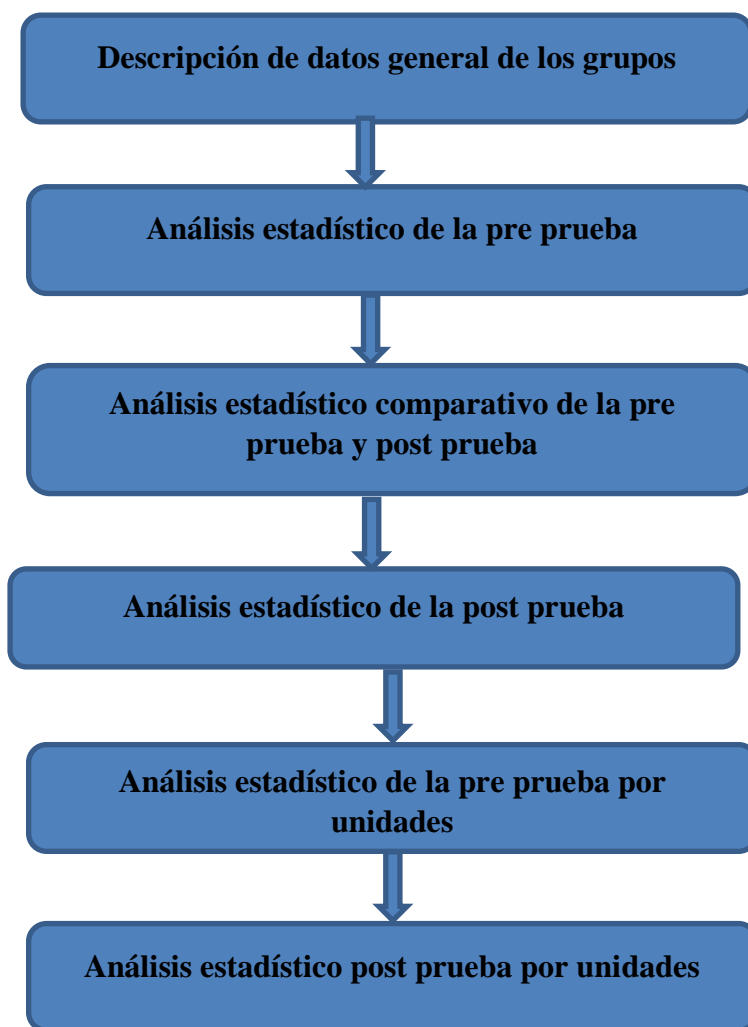 Descripción de datos general de los grupos
Análisis estadístico de la pre prueba
Análisis estadístico comparativo de la pre
prueba y post prueba
Análisis estadístico de la post prueba
Análisis estadístico de la pre prueba por
unidades
Análisis estadístico post prueba por unidades